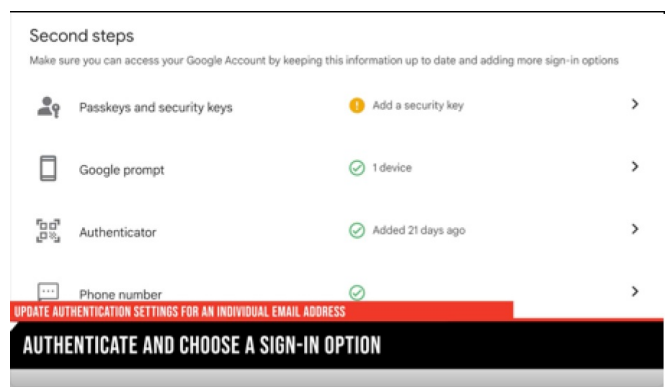 Second steps
Make sure you can access your Google Account by keeping this information up to date and adding more sign-in options
Passkeys and security keys
Add a security key
Google prompt
1 device
Authenticator
Added 21 days ago
Phone number
UPDATE AUTHENTICATION SETTINGS FOR AN INDIVIDUAL EMAIL ADDRESS
AUTHENTICATE AND CHOOSE A SIGN-IN OPTION